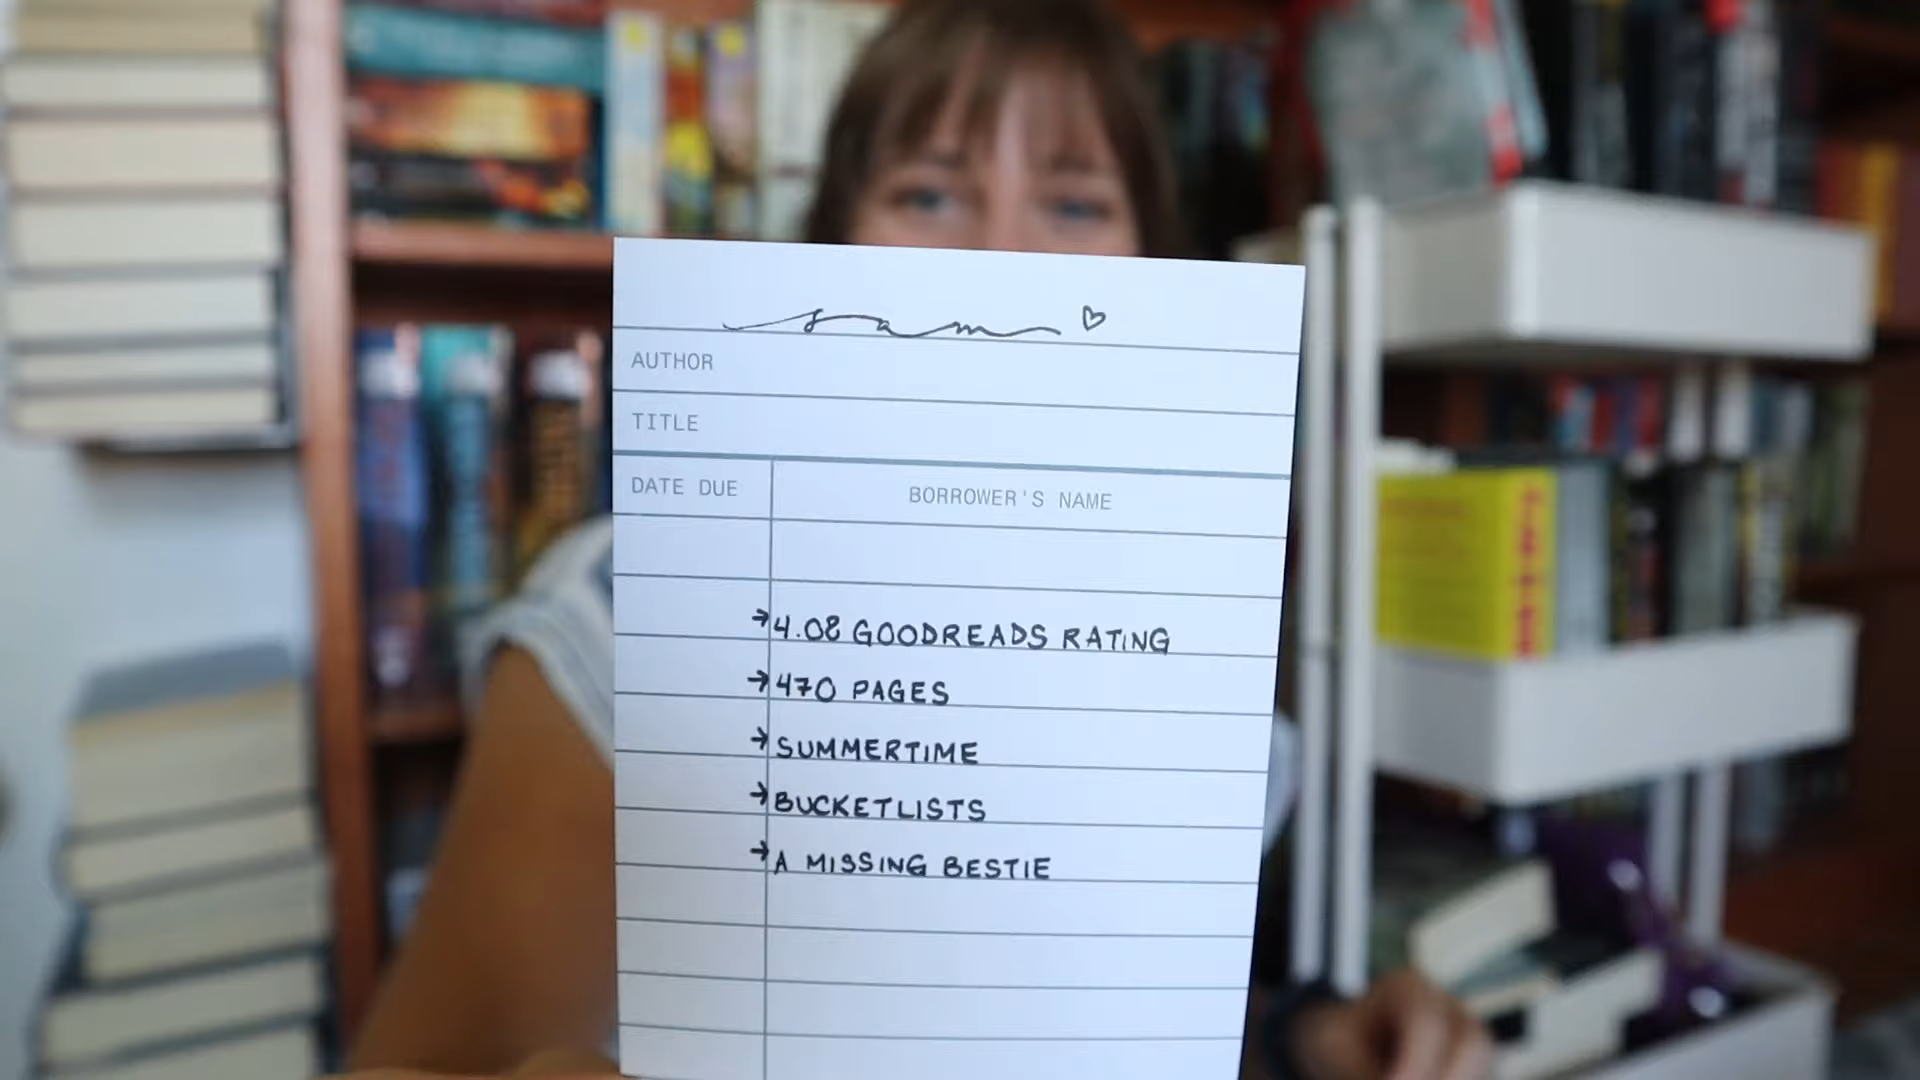 sam ♡
AUTHOR
TITLE
DATE DUE BORROWER'S NAME
→4.08 GOODREADS RATING
→470 PAGES
→SUMMERTIME
→BUCKETLISTS
→A MISSING BESTIE